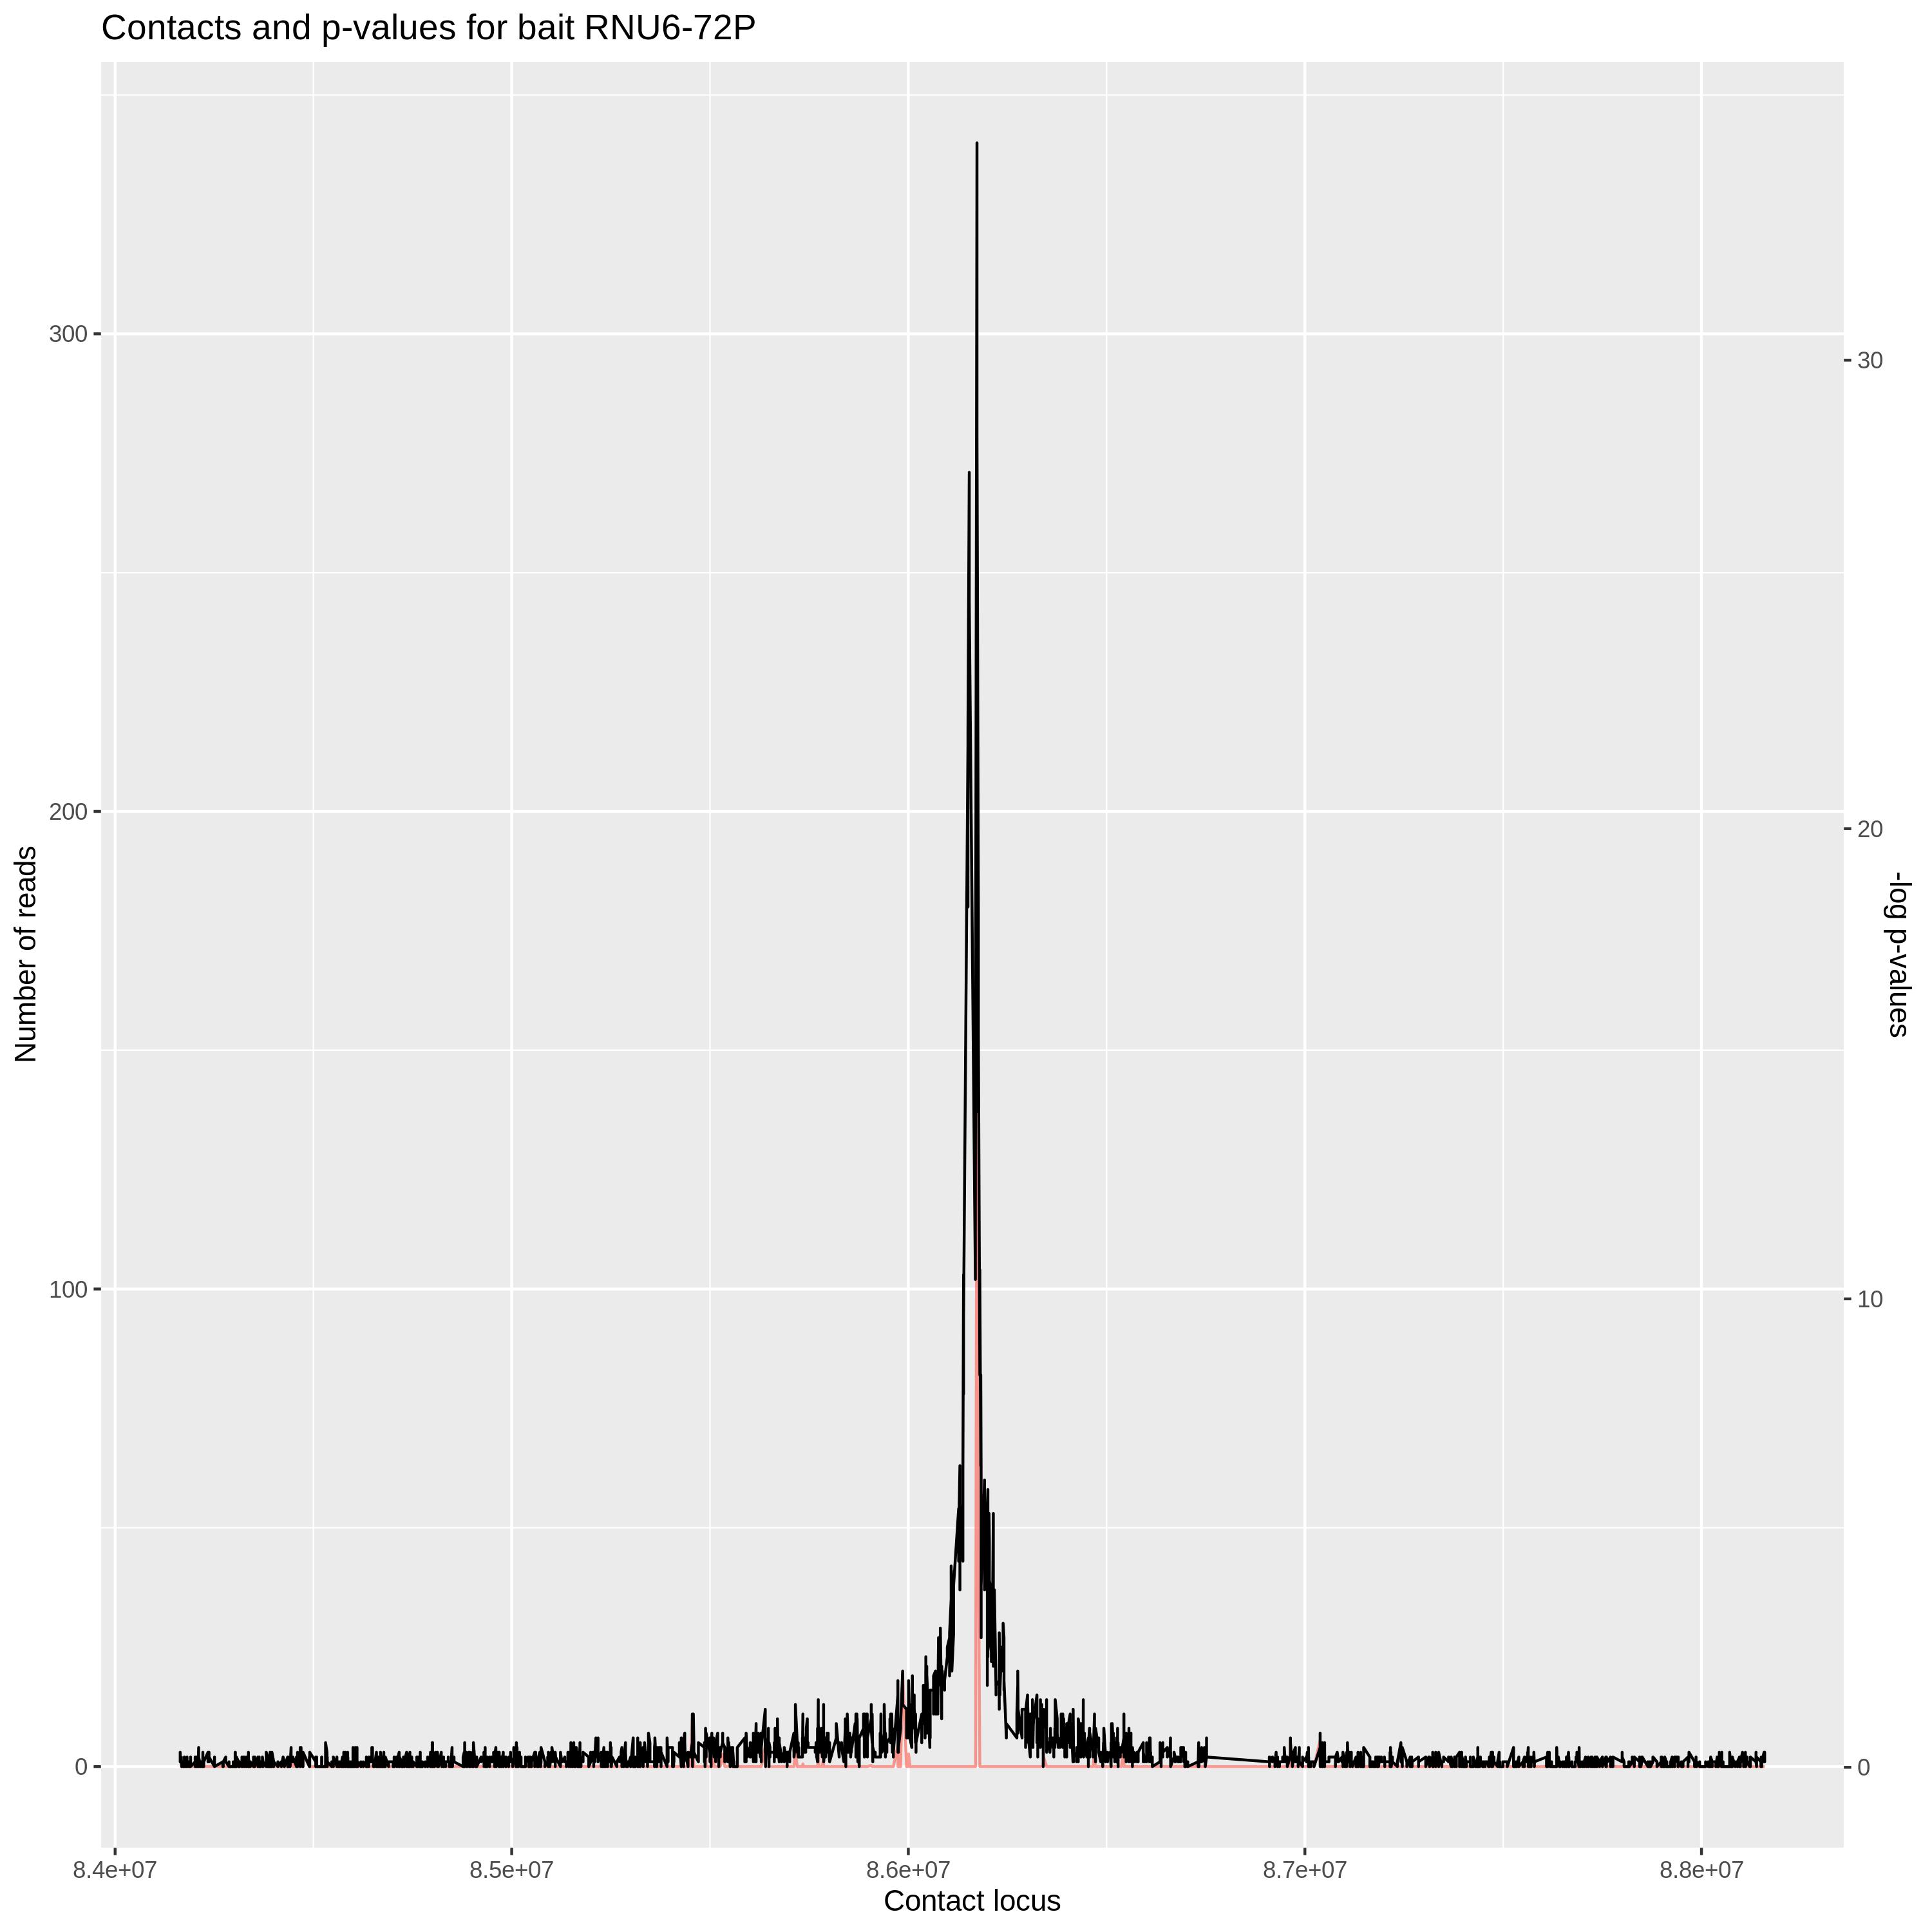 Contacts and p-values for bait RNU6-72P
300
200
100
0
30
20
10
0
Number of reads
-log p-values
8.4e+07
8.5e+07
8.6e+07
8.7e+07
8.8e+07
Contact locus